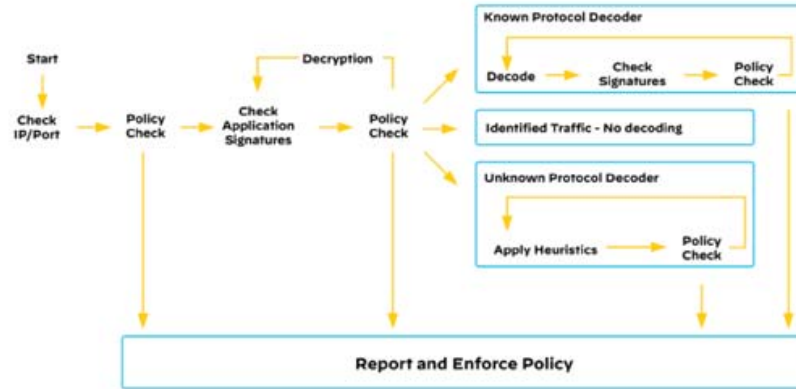 Start
Check
IP/Port
Policy
Check
Decryption
Check
Application
Signatures
Policy
Check
Known Protocol Decoder
Decode
Check
Signatures
Policy
Check
Identified Traffic - No decoding
Unknown Protocol Decoder
Apply Heuristics
Policy
Check
Report and Enforce Policy